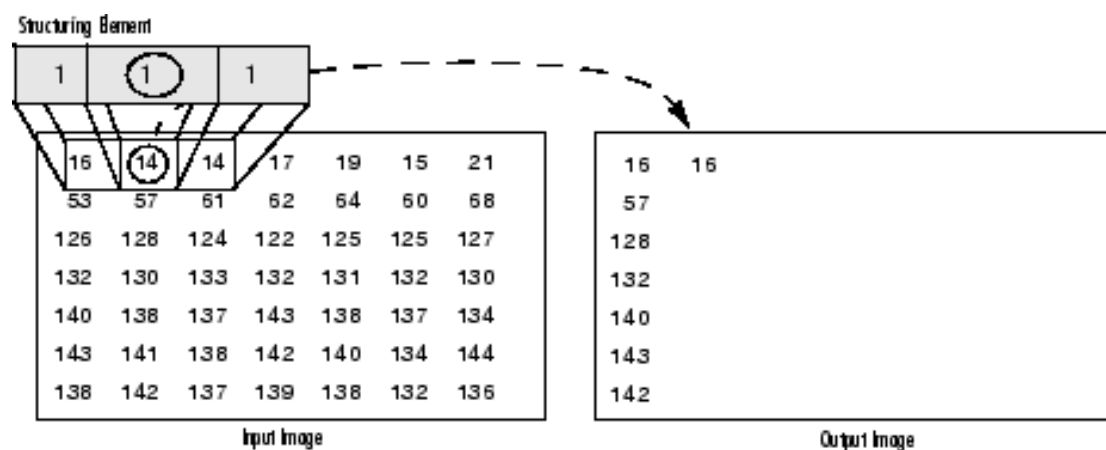 Structuring Element
1 1 1
16 14 14 17 19 15 21
53 57 61 62 64 60 68
126 128 124 122 125 125 127
132 130 133 132 131 132 130
140 138 137 143 138 137 134
143 141 138 142 140 134 144
138 142 137 139 138 132 136
Input Image
16 16
57
128
132
140
143
142
Output Image